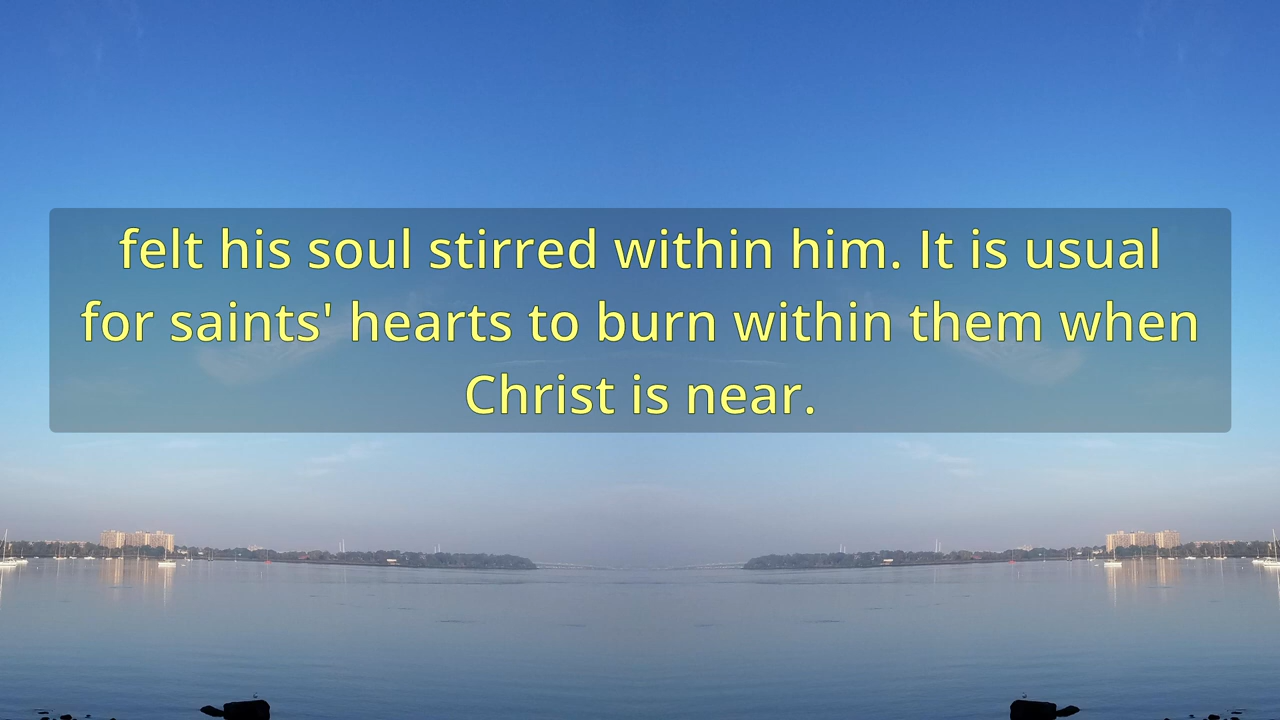 felt his soul stirred within him. It is usual
for saints' hearts to burn within them when
Christ is near.